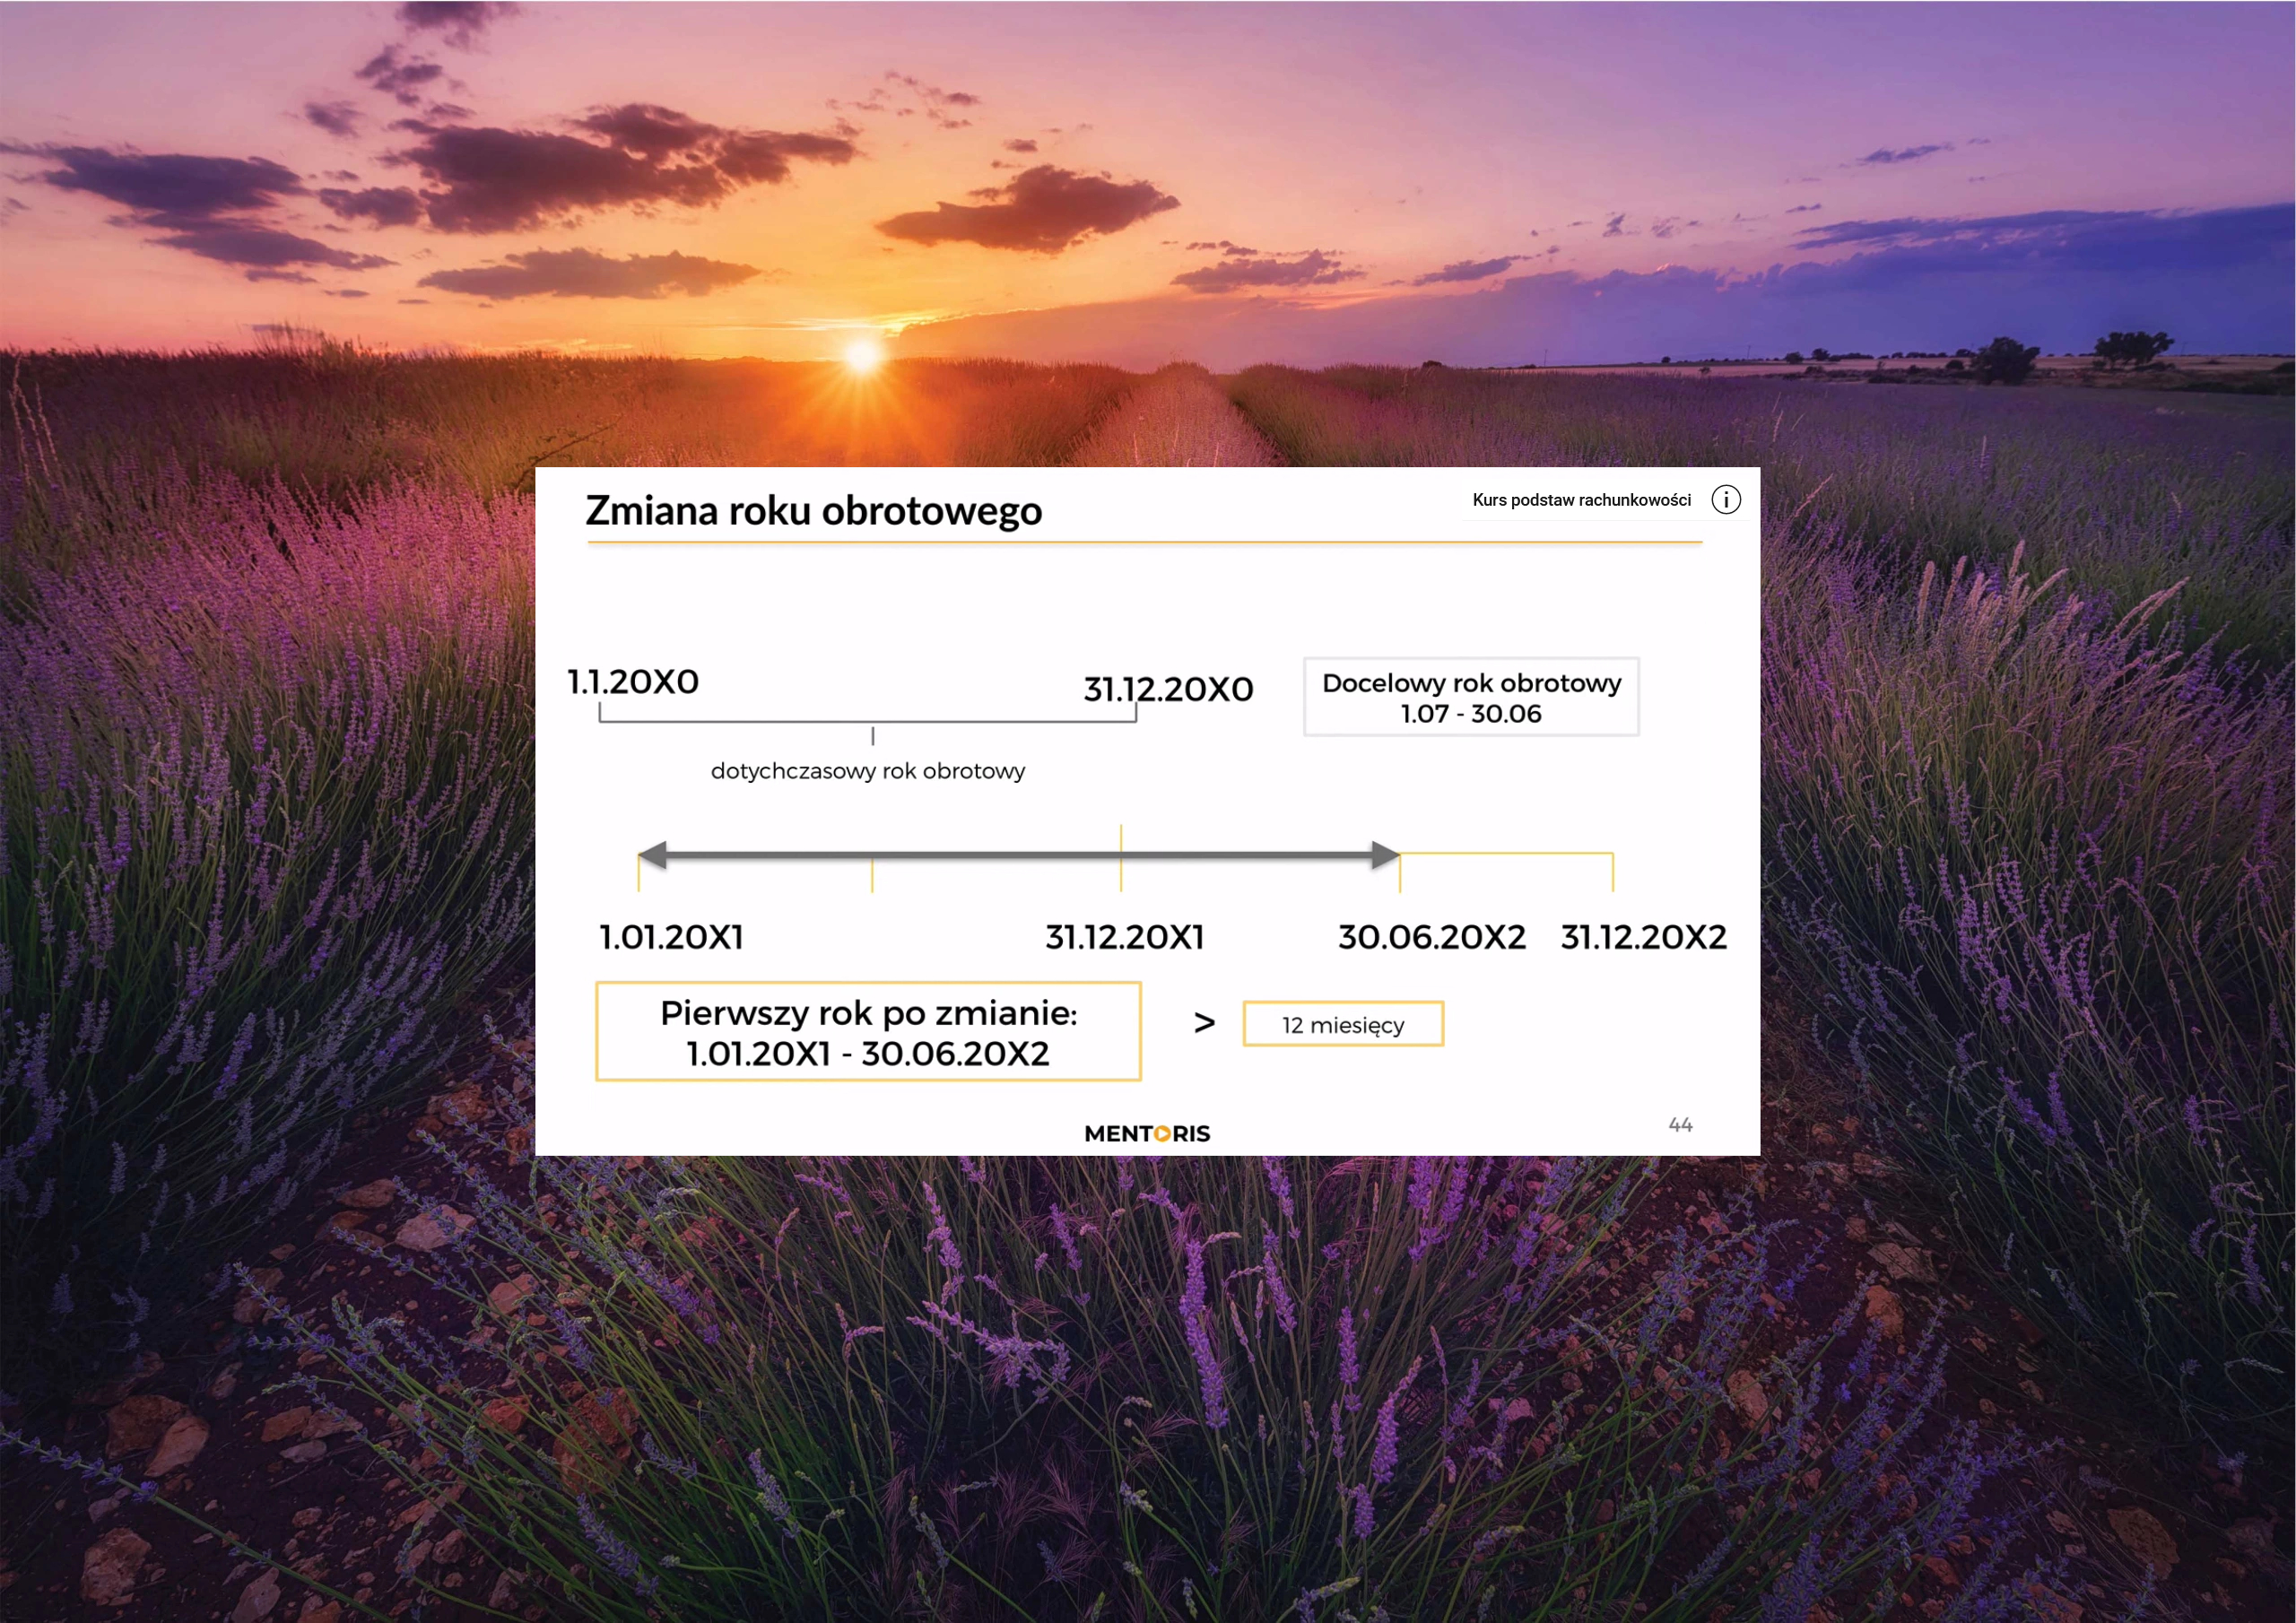 Zmiana roku obrotowego
Kurs podstaw rachunkowości
i
1.1.20X0
31.12.20X0
Docelowy rok obrotowy
1.07 - 30.06
dotychczasowy rok obrotowy
1.01.20X1
31.12.20X1
30.06.20X2
31.12.20X2
Pierwszy rok po zmianie:
1.01.20X1 - 30.06.20X2
>
12 miesięcy
MENTORIS
44